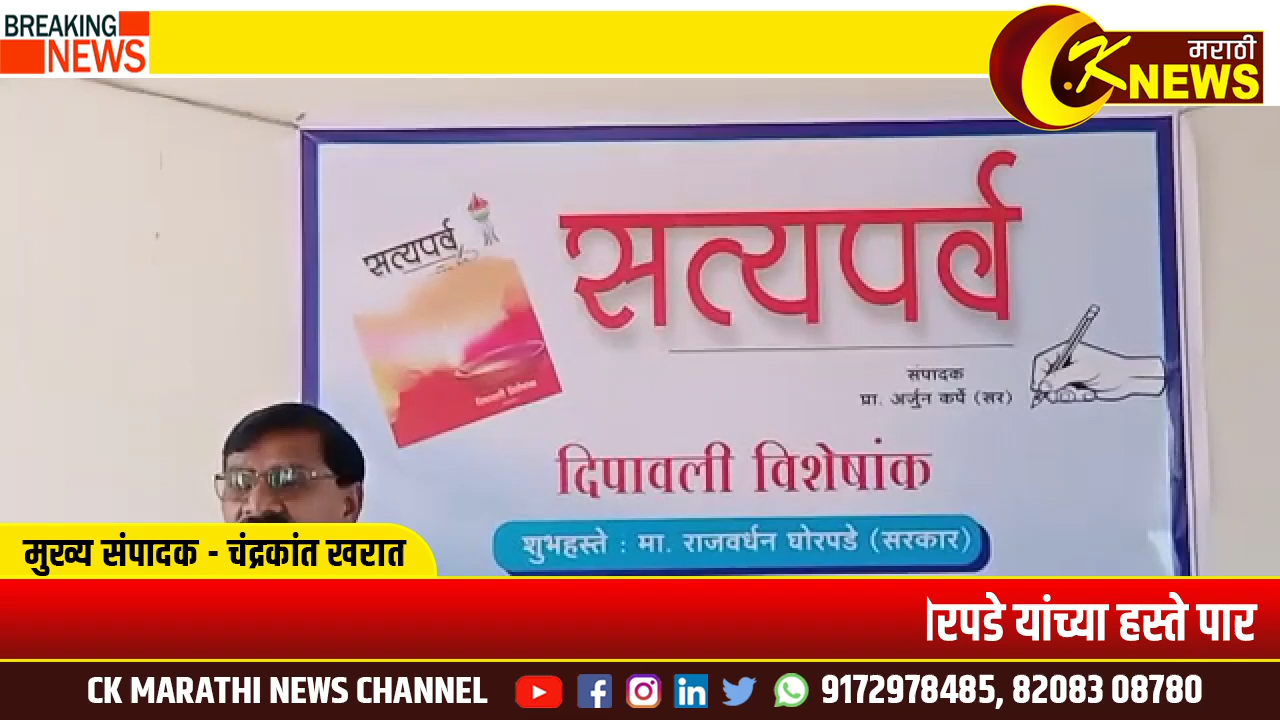 BREAKING
NEWS
CK
मराठी
NEWS
सत्यपर्व
सत्यपर्व
संपादक
प्रा. अर्जुन कर्पे (सर)
दिपावली विशेषांक
शुभहस्ते : मा. राजवर्धन घोरपडे (सरकार)
मुख्य संपादक - चंद्रकांत खरात
रपडे यांच्या हस्ते पार
CK MARATHI NEWS CHANNEL
9172978485, 82083 08780